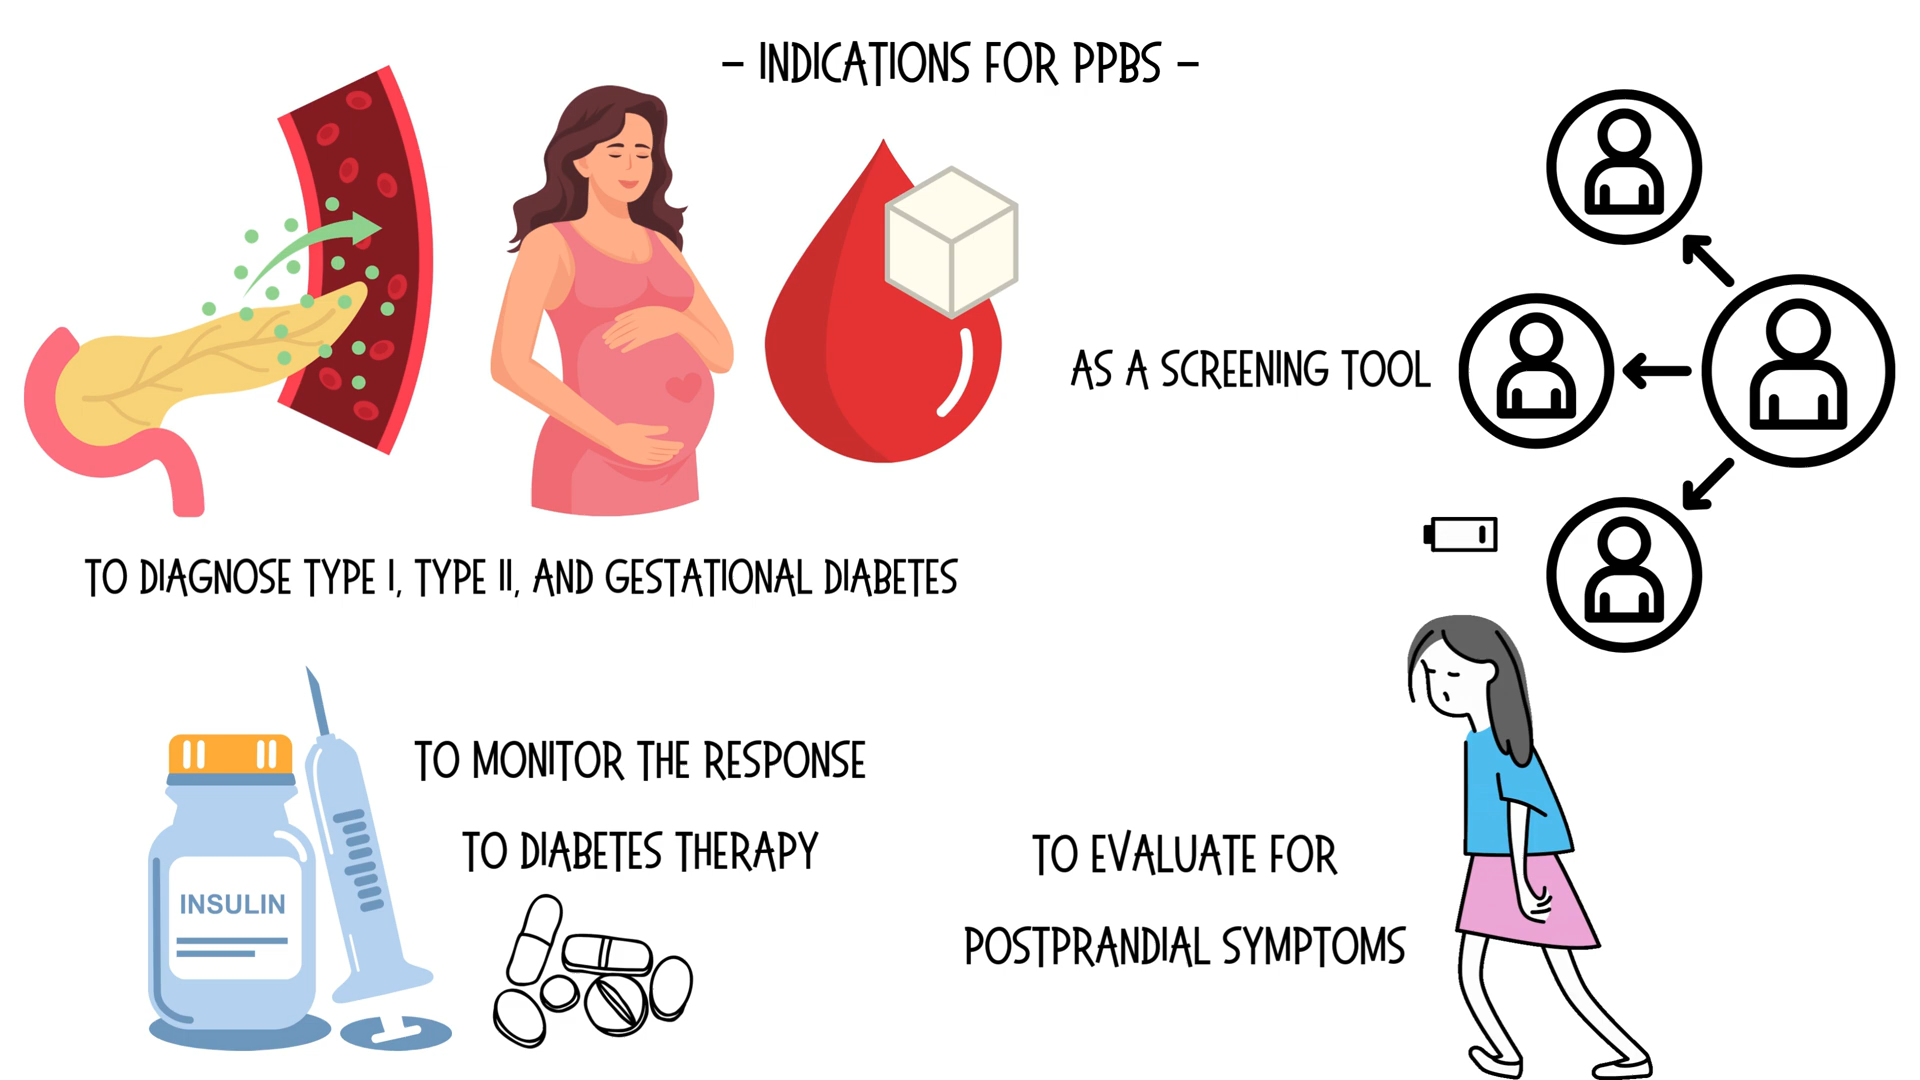 - INDICATIONS FOR PPBS -
AS A SCREENING TOOL
TO DIAGNOSE TYPE I, TYPE II, AND GESTATIONAL DIABETES
TO MONITOR THE RESPONSE
TO DIABETES THERAPY
INSULIN
TO EVALUATE FOR
POSTPRANDIAL SYMPTOMS